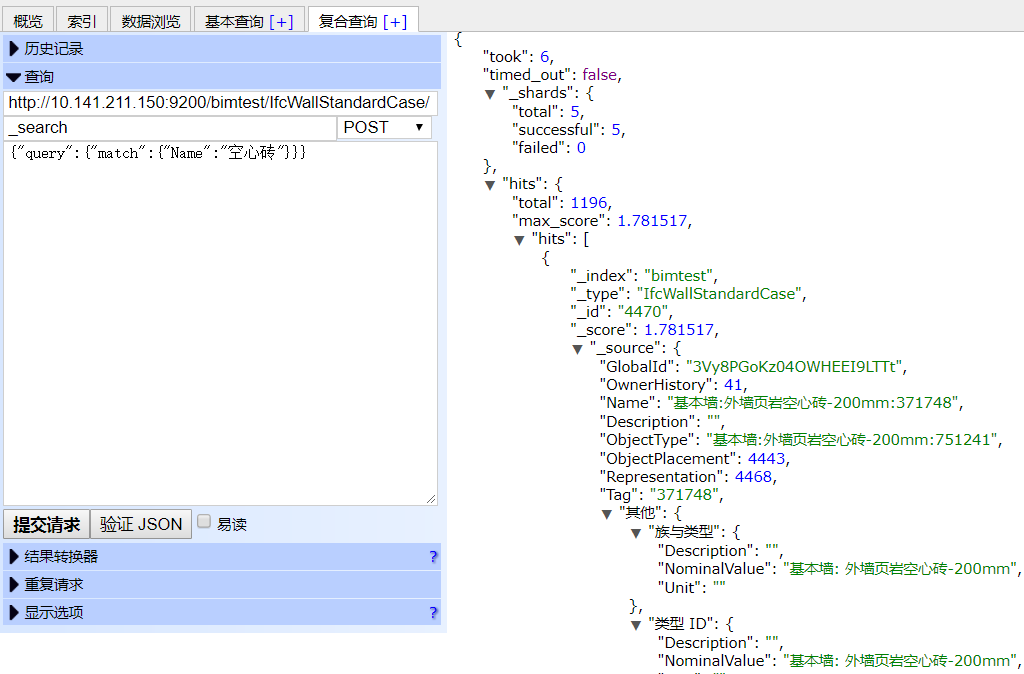 概览 索引 数据浏览 基本查询 [+] 复合查询 [+]
历史记录
查询
http://10.141.211.150:9200/bimtest/IfcWallStandardCase/
_search POST
{"query":{"match":{"Name":"空心砖"}}}
提交请求 验证 JSON 易读
结果转换器 ?
重复请求
显示选项 ?
{
"took": 6,
"timed_out": false,
"_shards": {
"total": 5,
"successful": 5,
"failed": 0
},
"hits": {
"total": 1196,
"max_score": 1.781517,
"hits": [
{
"_index": "bimtest",
"_type": "IfcWallStandardCase",
"_id": "4470",
"_score": 1.781517,
"_source": {
"GlobalId": "3Vy8PGoKz04OWHEEI9LTTt",
"OwnerHistory": 41,
"Name": "基本墙:外墙页岩空心砖-200mm:371748",
"Description": "",
"ObjectType": "基本墙:外墙页岩空心砖-200mm:751241",
"ObjectPlacement": 4443,
"Representation": 4468,
"Tag": "371748",
"其他": {
"族与类型": {
"Description": "",
"NominalValue": "基本墙: 外墙页岩空心砖-200mm",
"Unit": ""
},
"类型 ID": {
"Description": "",
"NominalValue": "基本墙: 外墙页岩空心砖-200mm",